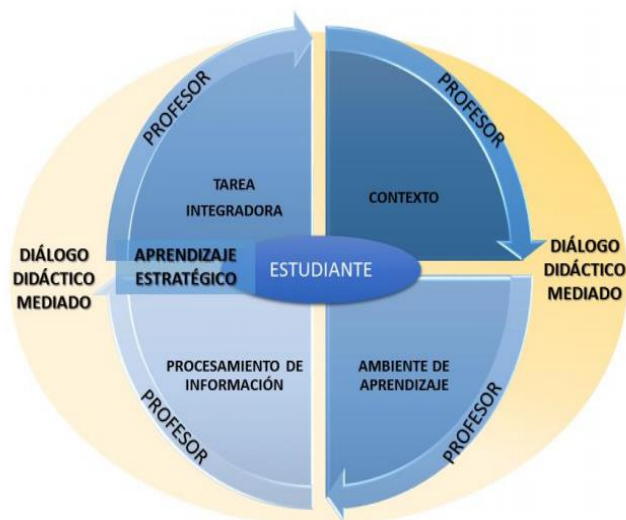 PROFESOR
PROFESOR
TAREA
INTEGRADORA
CONTEXTO
DIÁLOGO
DIDÁCTICO
MEDIADO
APRENDIZAJE
ESTRATÉGICO
ESTUDIANTE
DIÁLOGO
DIDÁCTICO
MEDIADO
PROCESAMIENTO DE
INFORMACIÓN
AMBIENTE DE
APRENDIZAJE
PROFESOR
PROFESOR